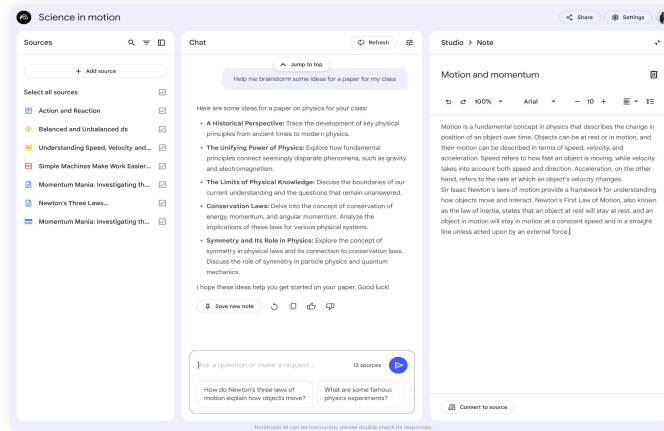 Science in motion
Share
Settings
Sources
+ Add source
Select all sources
Action and Reaction
Balanced and Unbalanced ds
Understanding Speed, Velocity and...
Simple Machines Make Work Easier...
Momentum Mania: Investigating th...
Newton's Three Laws...
Momentum Mania: Investigating th...
Chat
Refresh
Jump to top
Help me brainstorm some ideas for a paper for my class
Here are some ideas for a paper on physics for your class:
• A Historical Perspective: Trace the development of key physical
principles from ancient times to modern physics.
• The Unifying Power of Physics: Explore how fundamental
principles connect seemingly disparate phenomena, such as gravity
and electromagnetism.
• The Limits of Physical Knowledge: Discuss the boundaries of our
current understanding and the questions that remain unanswered.
• Conservation Laws: Delve into the concept of conservation of
energy, momentum, and angular momentum. Analyze the
implications of these laws for various physical systems.
• Symmetry and Its Role in Physics: Explore the concept of
symmetry in physical laws and its connection to conservation laws.
Discuss the role of symmetry in particle physics and quantum
mechanics.
I hope these ideas help you get started on your paper. Good luck!
Save new note
Ask a question or make a request...
12 sources
How do Newton's three laws of
motion explain how objects move?
What are some famous
physics experiments?
Studio > Note
Motion and momentum
100%
Arial
− 10 +
Motion is a fundamental concept in physics that describes the change in
position of an object over time. Objects can be at rest or in motion, and
their motion can be described in terms of speed, velocity, and
acceleration. Speed refers to how fast an object is moving, while velocity
takes into account both speed and direction. Acceleration, on the other
hand, refers to the rate at which an object's velocity changes.
Sir Isaac Newton's laws of motion provide a framework for understanding
how objects move and interact. Newton's First Law of Motion, also known
as the law of inertia, states that an object at rest will stay at rest, and an
object in motion will stay in motion at a constant speed and in a straight
line unless acted upon by an external force.
Convert to source
NotebookLM can be inaccurate; please double check its responses.